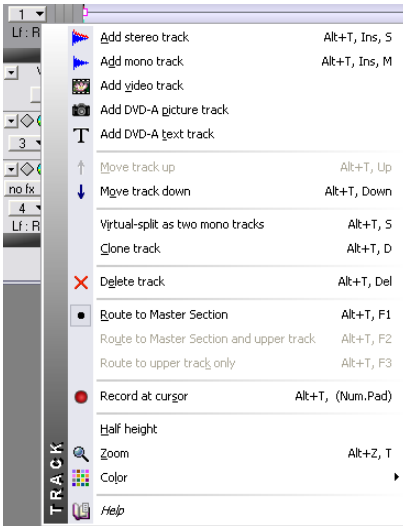 1
Lf : R
3
no fx
4
Lf : R
Add stereo track Alt+T, Ins, S
Add mono track Alt+T, Ins, M
Add video track
Add DVD-A picture track
T Add DVD-A text track
Move track up Alt+T, Up
Move track down Alt+T, Down
Virtual-split as two mono tracks Alt+T, S
Clone track Alt+T, D
Delete track Alt+T, Del
Route to Master Section Alt+T, F1
Route to Master Section and upper track Alt+T, F2
Route to upper track only Alt+T, F3
Record at cursor Alt+T, (Num.Pad)
Half height
Zoom Alt+Z, T
Color
Help
TRACK